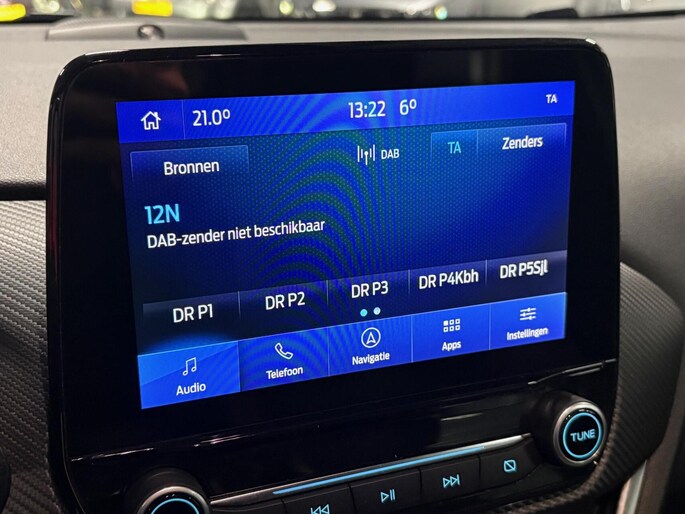 21.0° 13:22 6° TA
Bronnen DAB TA Zenders
12N
DAB-zender niet beschikbaar
DR P1 DR P2 DR P3 DR P4Kbh DR P5Sjl
Audio Telefoon Navigatie Apps Instellingen
TUNE